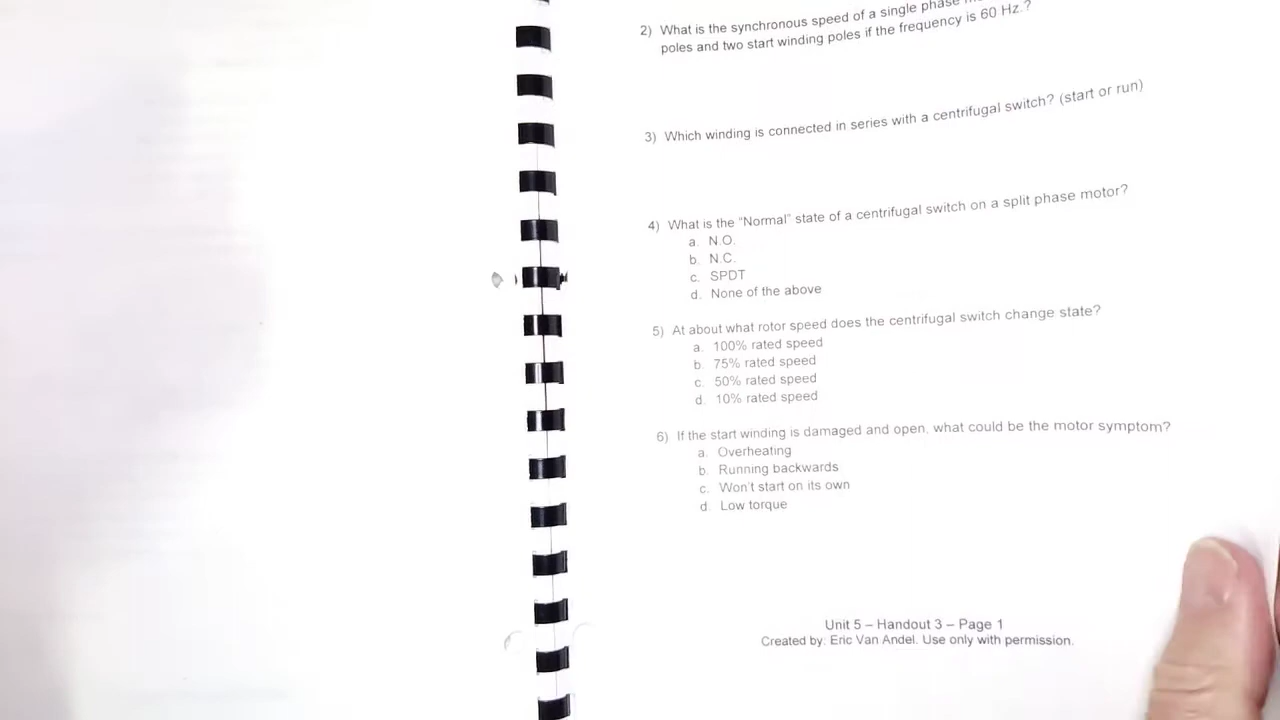 2) What is the synchronous speed of a single phase
poles and two start winding poles if the frequency is 60 Hz.?
3) Which winding is connected in series with a centrifugal switch? (start or run)
4) What is the "Normal" state of a centrifugal switch on a split phase motor?
a. N.O.
b. N.C.
c. SPDT
d. None of the above
5) At about what rotor speed does the centrifugal switch change state?
a. 100% rated speed
b. 75% rated speed
c. 50% rated speed
d. 10% rated speed
6) If the start winding is damaged and open, what could be the motor symptom?
a. Overheating
b. Running backwards
c. Won't start on its own
d. Low torque
Unit 5 – Handout 3 – Page 1
Created by: Eric Van Andel. Use only with permission.